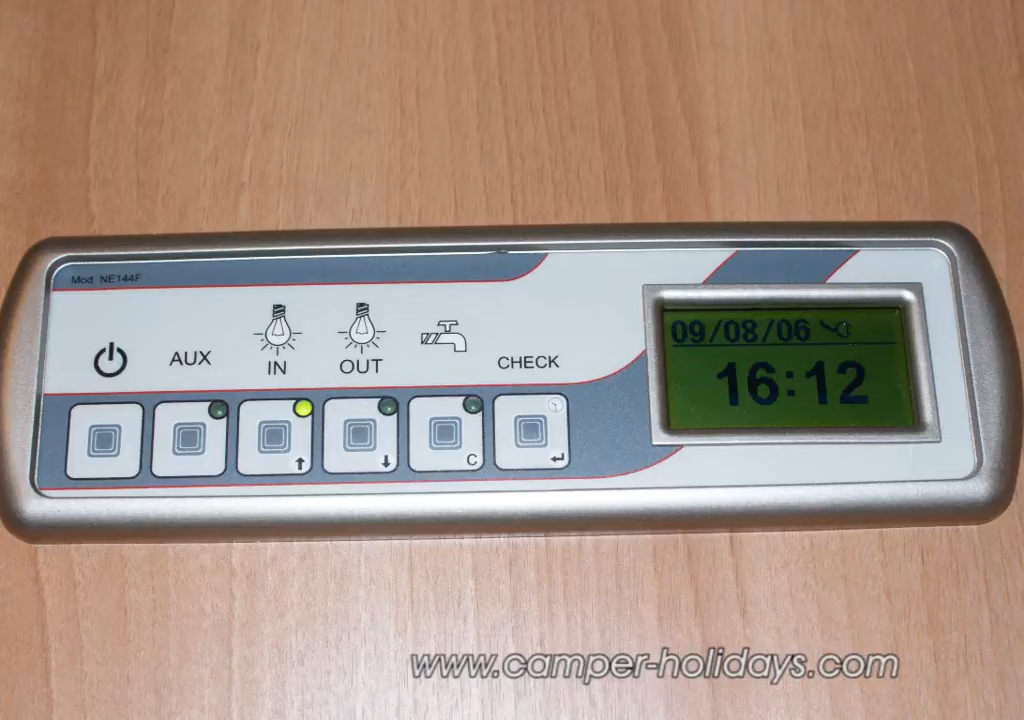 Mod. NE144F
AUX
IN
OUT
CHECK
C
09/08/06
16:12
www.camper-holidays.com